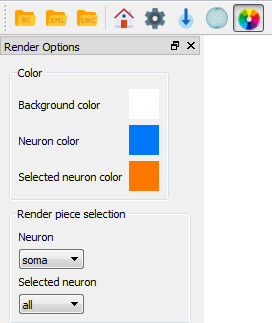 BC XML SWC
Render Options
Color
Background color
Neuron color
Selected neuron color
Render piece selection
Neuron
soma
Selected neuron
all